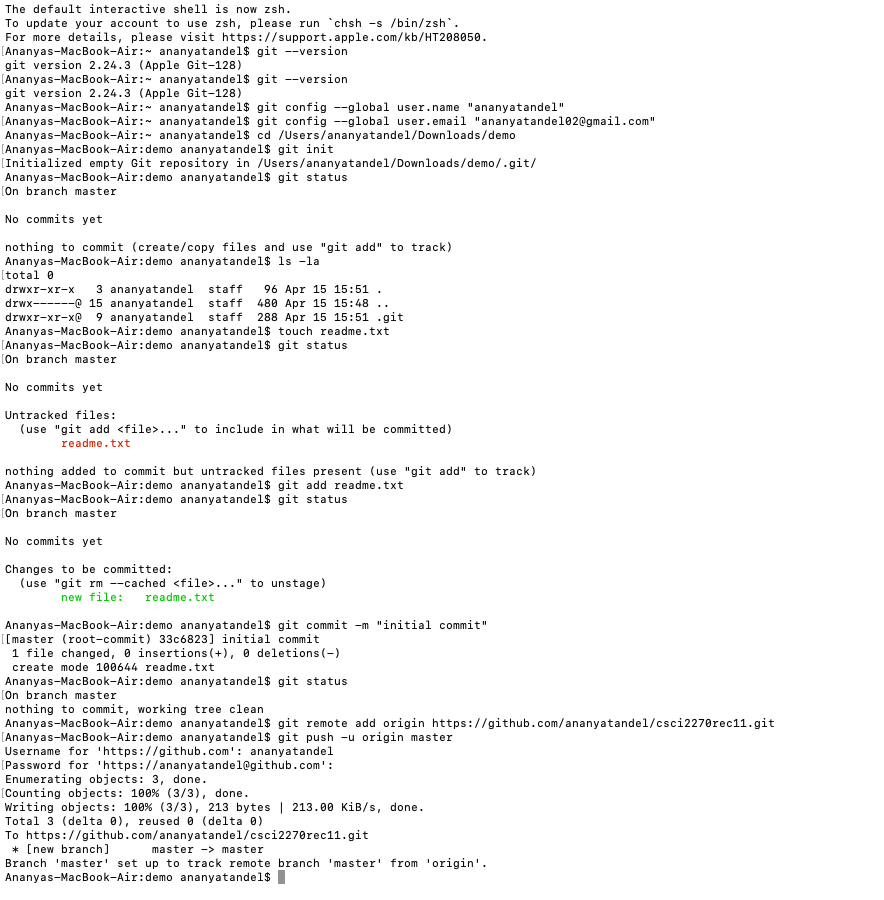 The default interactive shell is now zsh.
To update your account to use zsh, please run `chsh -s /bin/zsh`.
For more details, please visit https://support.apple.com/kb/HT208050.
[Ananyas-MacBook-Air:~ ananyatandel$ git --version
git version 2.24.3 (Apple Git-128)
[Ananyas-MacBook-Air:~ ananyatandel$ git --version
git version 2.24.3 (Apple Git-128)
Ananyas-MacBook-Air:~ ananyatandel$ git config --global user.name "ananyatandel"
[Ananyas-MacBook-Air:~ ananyatandel$ git config --global user.email "ananyatandel02@gmail.com"
Ananyas-MacBook-Air:~ ananyatandel$ cd /Users/ananyatandel/Downloads/demo
[Ananyas-MacBook-Air:demo ananyatandel$ git init
[Initialized empty Git repository in /Users/ananyatandel/Downloads/demo/.git/
Ananyas-MacBook-Air:demo ananyatandel$ git status
[On branch master
No commits yet
nothing to commit (create/copy files and use "git add" to track)
Ananyas-MacBook-Air:demo ananyatandel$ ls -la
[total 0
drwxr-xr-x   3 ananyatandel  staff   96 Apr 15 15:51 .
drwx------@ 15 ananyatandel  staff  480 Apr 15 15:48 ..
drwxr-xr-x@  9 ananyatandel  staff  288 Apr 15 15:51 .git
Ananyas-MacBook-Air:demo ananyatandel$ touch readme.txt
[Ananyas-MacBook-Air:demo ananyatandel$ git status
[On branch master
No commits yet
Untracked files:
  (use "git add <file>..." to include in what will be committed)
        readme.txt
nothing added to commit but untracked files present (use "git add" to track)
Ananyas-MacBook-Air:demo ananyatandel$ git add readme.txt
[Ananyas-MacBook-Air:demo ananyatandel$ git status
[On branch master
No commits yet
Changes to be committed:
  (use "git rm --cached <file>..." to unstage)
        new file:   readme.txt
Ananyas-MacBook-Air:demo ananyatandel$ git commit -m "initial commit"
[[master (root-commit) 33c6823] initial commit
 1 file changed, 0 insertions(+), 0 deletions(-)
 create mode 100644 readme.txt
Ananyas-MacBook-Air:demo ananyatandel$ git status
[On branch master
nothing to commit, working tree clean
Ananyas-MacBook-Air:demo ananyatandel$ git remote add origin https://github.com/ananyatandel/csci2270rec11.git
[Ananyas-MacBook-Air:demo ananyatandel$ git push -u origin master
Username for 'https://github.com': ananyatandel
[Password for 'https://ananyatandel@github.com':
Enumerating objects: 3, done.
[Counting objects: 100% (3/3), done.
Writing objects: 100% (3/3), 213 bytes | 213.00 KiB/s, done.
Total 3 (delta 0), reused 0 (delta 0)
To https://github.com/ananyatandel/csci2270rec11.git
 * [new branch]      master -> master
Branch 'master' set up to track remote branch 'master' from 'origin'.
Ananyas-MacBook-Air:demo ananyatandel$